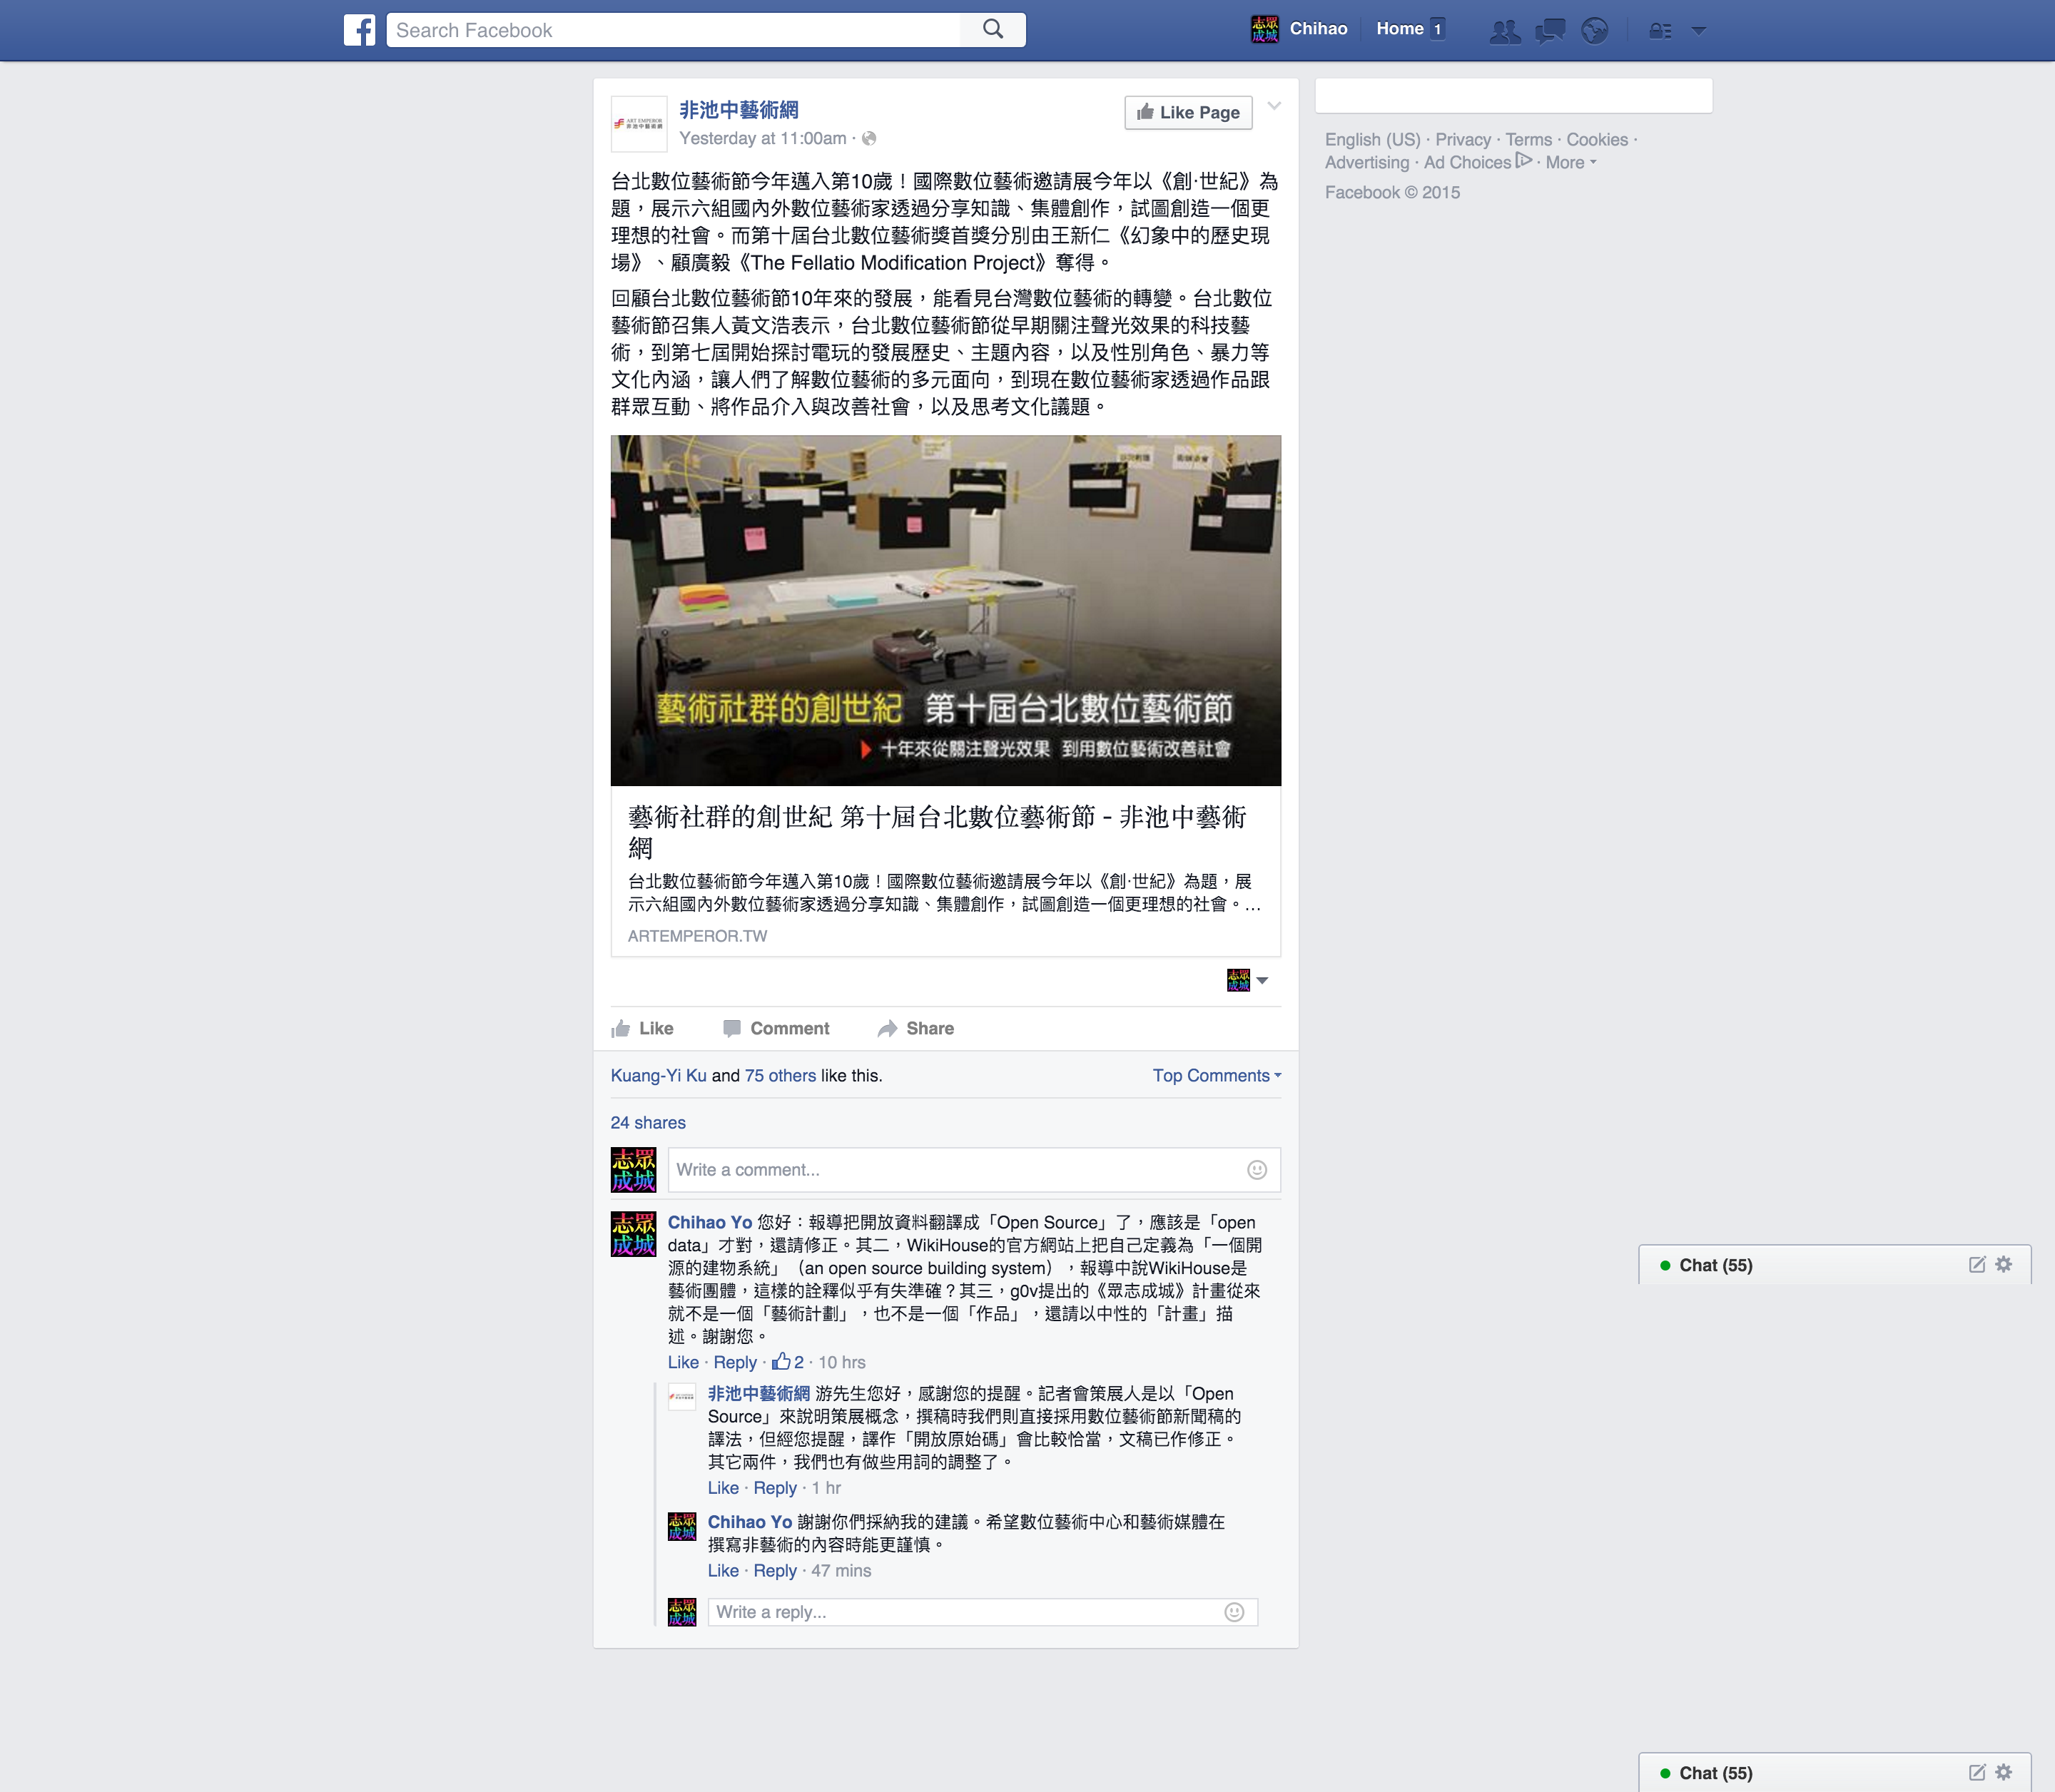 Search Facebook
Chihao
Home 1
非池中藝術網
Yesterday at 11:00am ·
Like Page
ART EMPEROR
非池中藝術網
台北數位藝術節今年邁入第10歲！國際數位藝術邀請展今年以《創·世紀》為
題，展示六組國內外數位藝術家透過分享知識、集體創作，試圖創造一個更
理想的社會。而第十屆台北數位藝術獎首獎分別由王新仁《幻象中的歷史現
場》、顧廣毅《The Fellatio Modification Project》奪得。
回顧台北數位藝術節10年來的發展，能看見台灣數位藝術的轉變。台北數位
藝術節召集人黃文浩表示，台北數位藝術節從早期關注聲光效果的科技藝
術，到第七屆開始探討電玩的發展歷史、主題內容，以及性別角色、暴力等
文化內涵，讓人們了解數位藝術的多元面向，到現在數位藝術家透過作品跟
群眾互動、將作品介入與改善社會，以及思考文化議題。
藝術社群的創世紀 第十屆台北數位藝術節
十年來從關注聲光效果 到用數位藝術改善社會
藝術社群的創世紀 第十屆台北數位藝術節 - 非池中藝術
網
台北數位藝術節今年邁入第10歲！國際數位藝術邀請展今年以《創·世紀》為題，展
示六組國內外數位藝術家透過分享知識、集體創作，試圖創造一個更理想的社會。...
ARTEMPEROR.TW
志眾
成城
Like Comment Share
Kuang-Yi Ku and 75 others like this.
Top Comments
24 shares
志眾
成城
Write a comment...
志眾
成城
Chihao Yo 您好：報導把開放資料翻譯成「Open Source」了，應該是「open
data」才對，還請修正。其二，WikiHouse的官方網站上把自己定義為「一個開
源的建物系統」（an open source building system），報導中說WikiHouse是
藝術團體，這樣的詮釋似乎有失準確？其三，g0v提出的《眾志成城》計畫從來
就不是一個「藝術計劃」，也不是一個「作品」，還請以中性的「計畫」描
述。謝謝您。
Like · Reply · 2 · 10 hrs
非池中藝術網 游先生您好，感謝您的提醒。記者會策展人是以「Open
Source」來說明策展概念，撰稿時我們則直接採用數位藝術節新聞稿的
譯法，但經您提醒，譯作「開放原始碼」會比較恰當，文稿已作修正。
其它兩件，我們也有做些用詞的調整了。
Like · Reply · 1 hr
志眾
成城
Chihao Yo 謝謝你們採納我的建議。希望數位藝術中心和藝術媒體在
撰寫非藝術的內容時能更謹慎。
Like · Reply · 47 mins
志眾
成城
Write a reply...
English (US) · Privacy · Terms · Cookies ·
Advertising · Ad Choices · More
Facebook © 2015
Chat (55)
Chat (55)